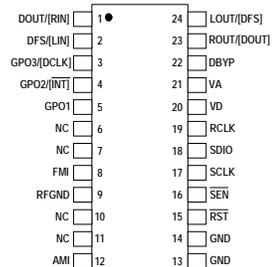 DOUT/[RIN] 1 24 LOUT/[DFS]
DFS/[LIN] 2 23 ROUT/[DOUT]
GPO3/[DCLK] 3 22 DBYP
GPO2/[INT] 4 21 VA
GPO1 5 20 VD
NC 6 19 RCLK
NC 7 18 SDIO
FMI 8 17 SCLK
RFGND 9 16 SEN
NC 10 15 RST
NC 11 14 GND
AMI 12 13 GND